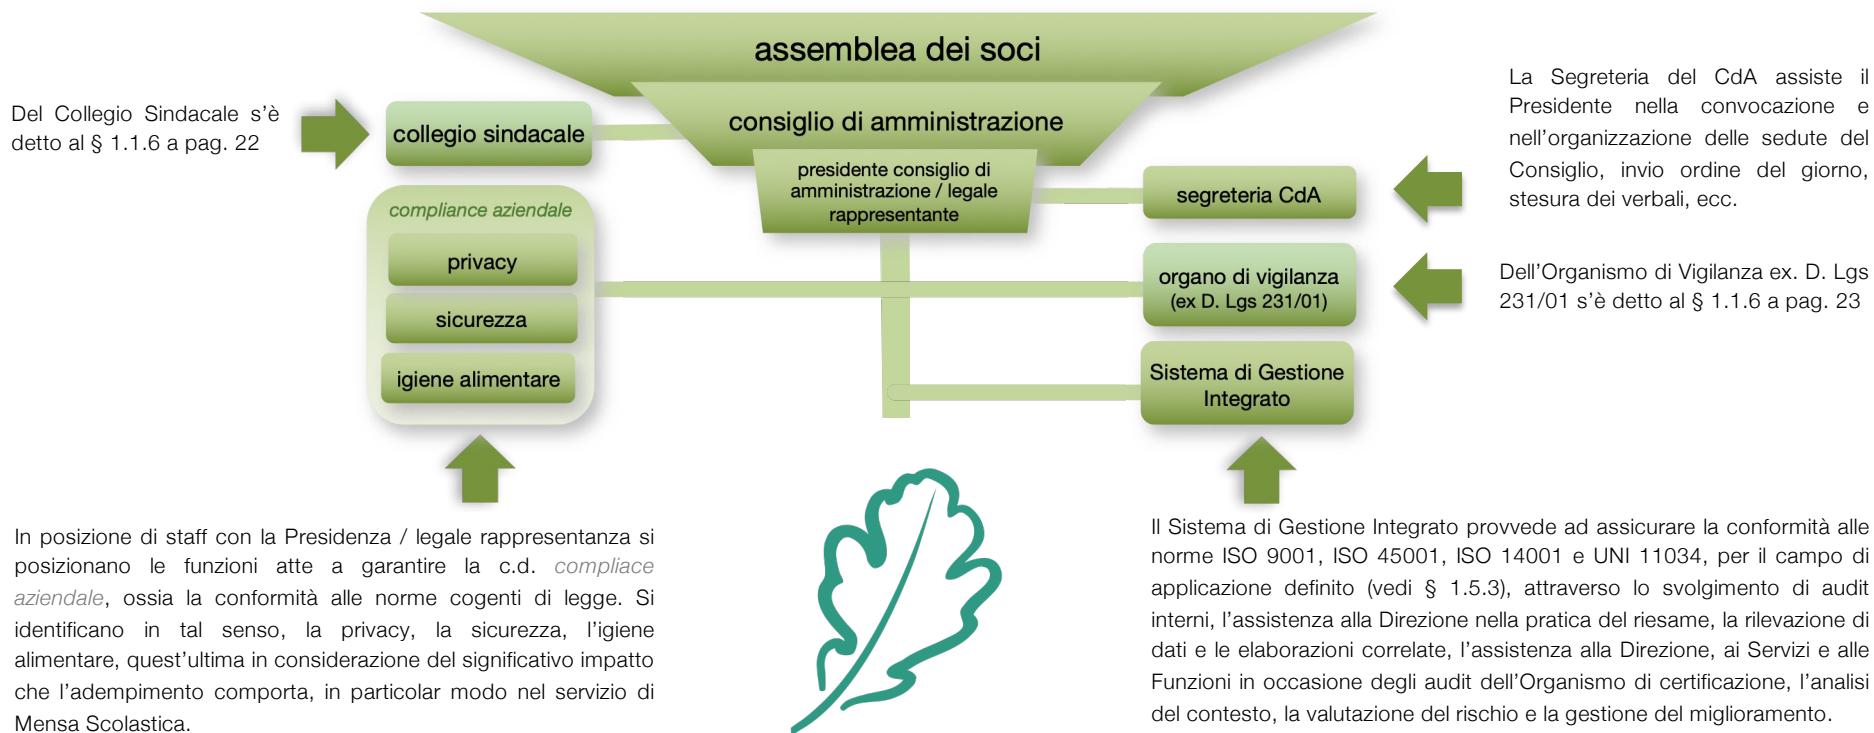 assemblea dei soci
Del Collegio Sindacale s'è
detto al § 1.1.6 a pag. 22
collegio sindacale
consiglio di amministrazione
presidente consiglio di
amministrazione / legale
rappresentante
segreteria CdA
La Segreteria del CdA assiste il
Presidente nella convocazione e
nell'organizzazione delle sedute del
Consiglio, invio ordine del giorno,
stesura dei verbali, ecc.
compliance aziendale
privacy
sicurezza
igiene alimentare
organo di vigilanza
(ex D. Lgs 231/01)
Dell'Organismo di Vigilanza ex. D. Lgs
231/01 s'è detto al § 1.1.6 a pag. 23
Sistema di Gestione
Integrato
In posizione di staff con la Presidenza / legale rappresentanza si
posizionano le funzioni atte a garantire la c.d. compliace
aziendale, ossia la conformità alle norme cogenti di legge. Si
identificano in tal senso, la privacy, la sicurezza, l'igiene
alimentare, quest'ultima in considerazione del significativo impatto
che l'adempimento comporta, in particolar modo nel servizio di
Mensa Scolastica.
Il Sistema di Gestione Integrato provvede ad assicurare la conformità alle
norme ISO 9001, ISO 45001, ISO 14001 e UNI 11034, per il campo di
applicazione definito (vedi § 1.5.3), attraverso lo svolgimento di audit
interni, l'assistenza alla Direzione nella pratica del riesame, la rilevazione di
dati e le elaborazioni correlate, l'assistenza alla Direzione, ai Servizi e alle
Funzioni in occasione degli audit dell'Organismo di certificazione, l'analisi
del contesto, la valutazione del rischio e la gestione del miglioramento.